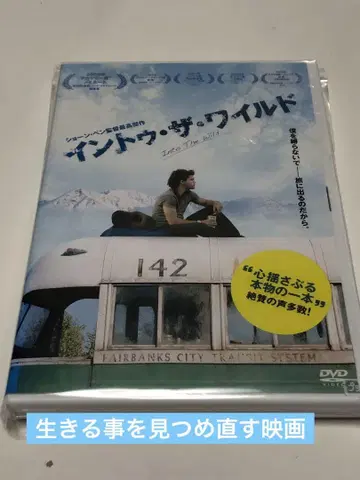 ショーン・ペン監督最高傑作
イントゥ・ザ・ワイルド
Into The Wild
僕を縛らないで──旅に出るのだから。
142
"心揺さぶる
本物の一本"
絶賛の声多数!
FAIRBANKS CITY TRANSIT SYSTEM
DVD
VIDEO
生きる事を見つめ直す映画